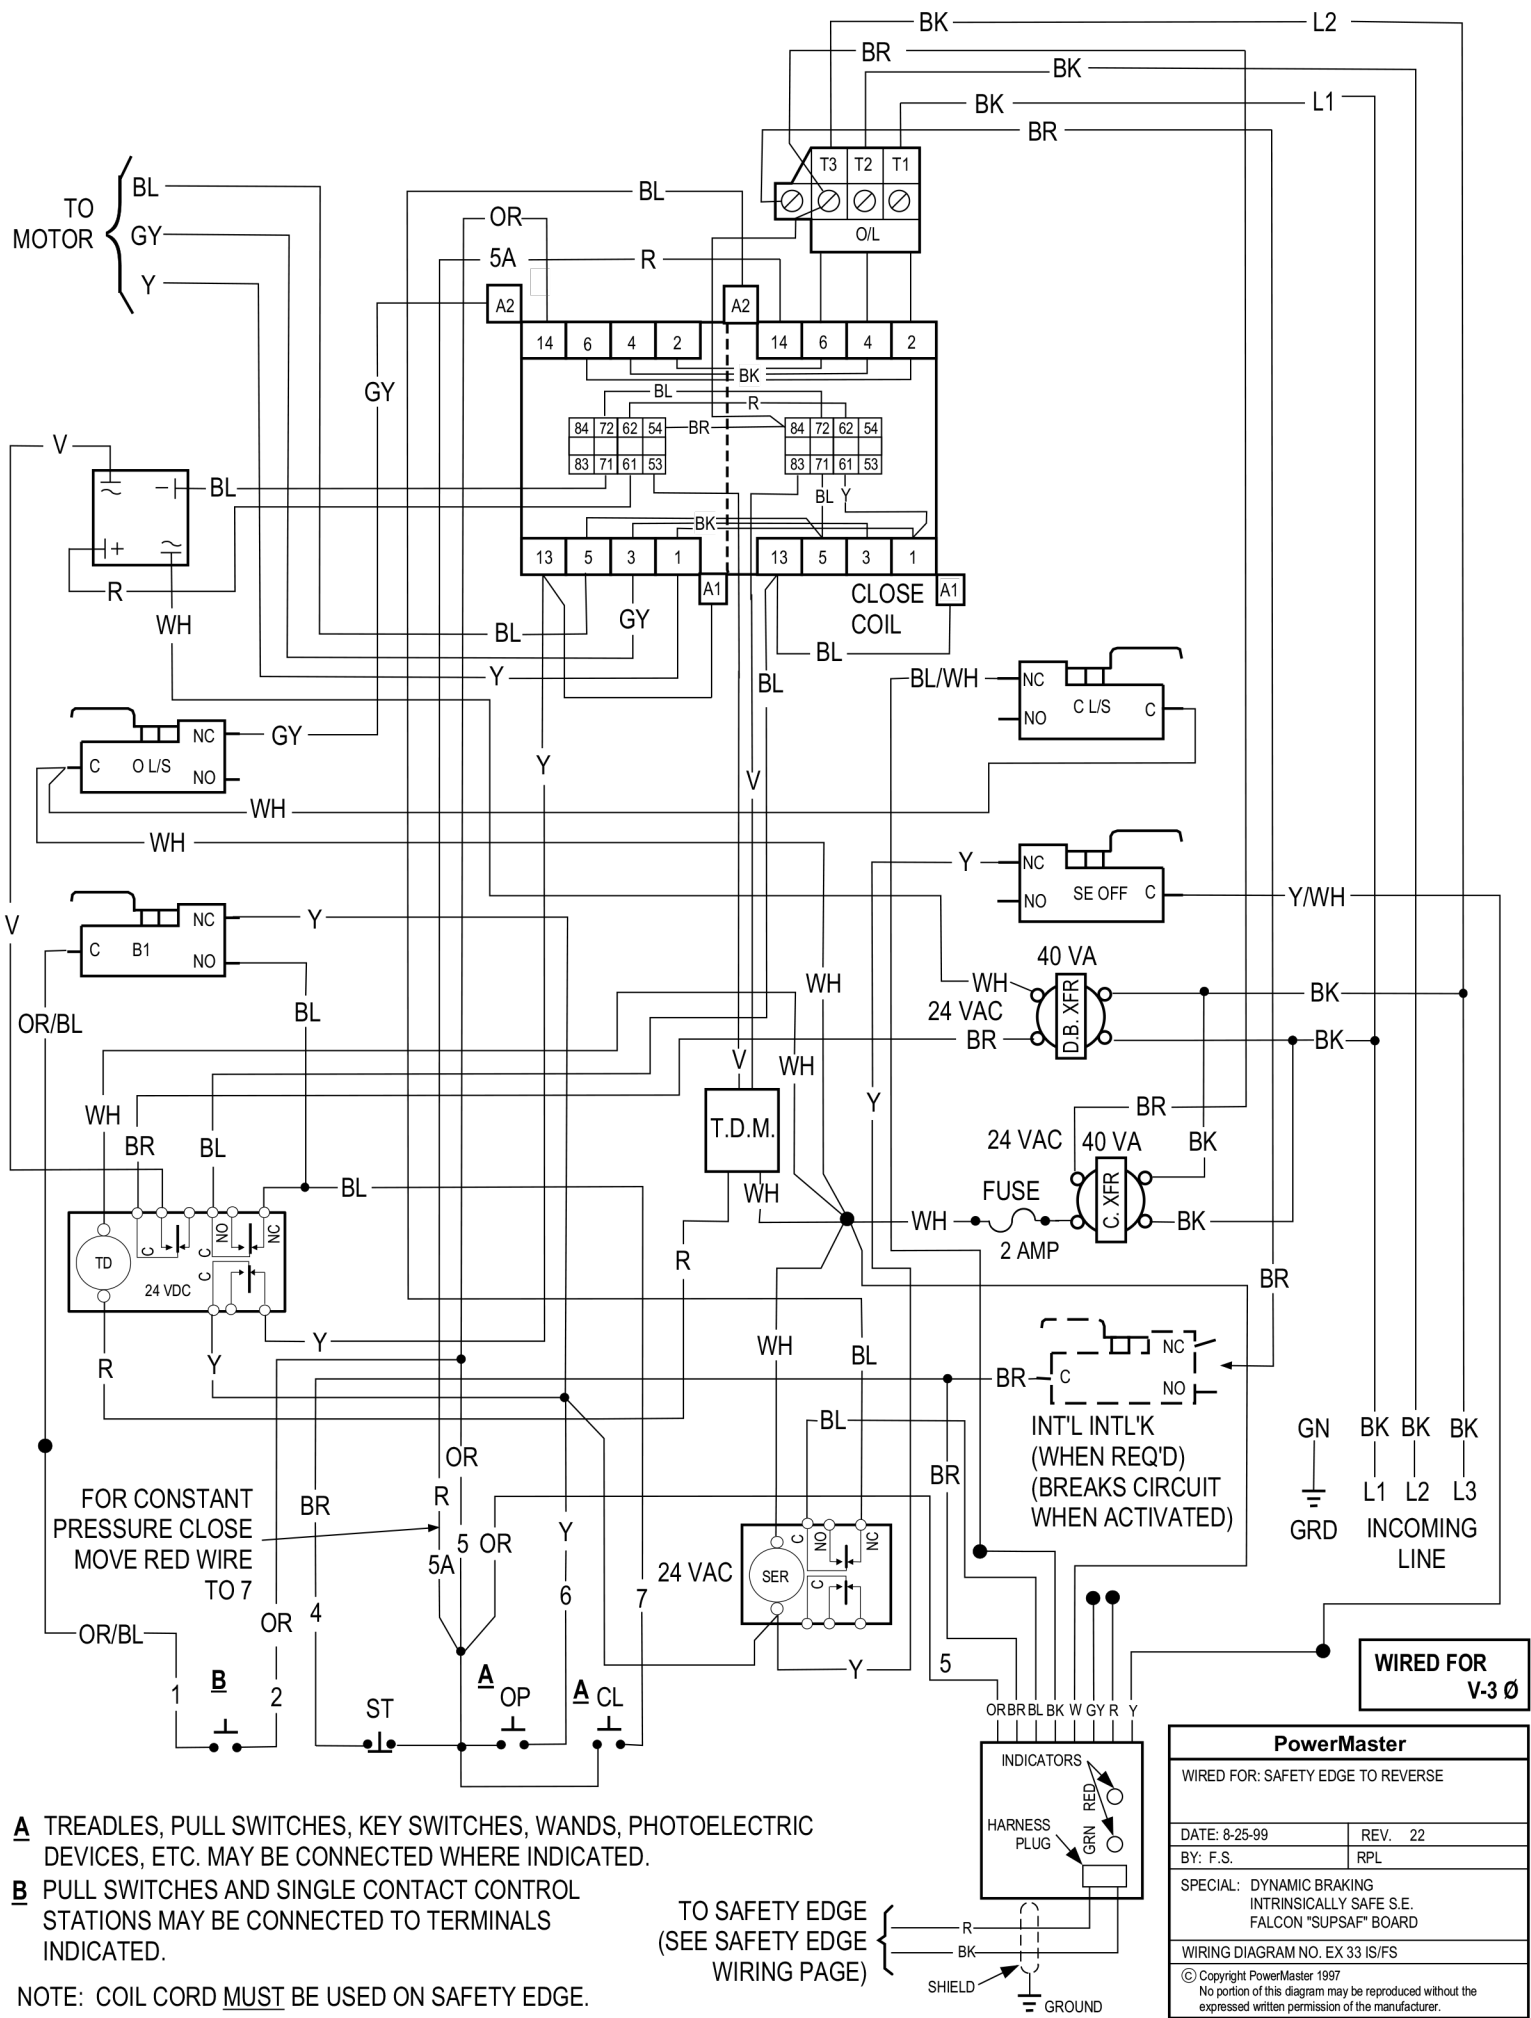 BK L2
BR
BK
BK L1
BR
T3 T2 T1
O/L
TO
MOTOR
BL
GY
Y
BL
OR
5A R
A2 A2
14 6 4 2 14 6 4 2
BK
BL
R
GY
84 72 62 54 BR 84 72 62 54
83 71 61 53 83 71 61 53
V
BL
BL Y
BK
13 5 3 1 13 5 3 1
A1 A1
CLOSE
COIL
R
WH
GY
BL
BL
Y
BL
BL/WH
NC
NO
C L/S
C
NC
NO
C
O L/S
GY
Y
V
WH
WH
Y
NC
NO
SE OFF
C
Y/WH
V
NC
NO
C
B1
Y
OR/BL
BL
WH
40 VA
WH
24 VAC
D.B. XFR
BK
BR
BK
V
WH
T.D.M.
Y
WH
BR
BL
BR
BK
24 VAC 40 VA
C. XFR
BL
WH
FUSE
WH
2 AMP
BK
R
BR
TD
24 VDC
C
C
NO
NC
C
R
Y
Y
WH
BL
BR
C
NC
NO
INT'L INTL'K
(WHEN REQ'D)
(BREAKS CIRCUIT
WHEN ACTIVATED)
GN
GRD
BK BK BK
L1 L2 L3
INCOMING
LINE
BL
BR
OR
R
5
OR
5A
Y
6
7
FOR CONSTANT
PRESSURE CLOSE
MOVE RED WIRE
TO 7
BR
4
OR
2
24 VAC
SER
C
NO
NC
C
Y
5
OR/BL
1
B
ST
A
OP
A CL
OR BR BL BK W GY R Y
INDICATORS
RED
HARNESS
PLUG
GRN
TO SAFETY EDGE
(SEE SAFETY EDGE
WIRING PAGE)
R
BK
SHIELD
GROUND
A TREADLES, PULL SWITCHES, KEY SWITCHES, WANDS, PHOTOELECTRIC
DEVICES, ETC. MAY BE CONNECTED WHERE INDICATED.
B PULL SWITCHES AND SINGLE CONTACT CONTROL
STATIONS MAY BE CONNECTED TO TERMINALS
INDICATED.
NOTE: COIL CORD MUST BE USED ON SAFETY EDGE.
WIRED FOR
V-3 Ø
PowerMaster
WIRED FOR: SAFETY EDGE TO REVERSE
DATE: 8-25-99 REV. 22
BY: F.S. RPL
SPECIAL: DYNAMIC BRAKING
INTRINSICALLY SAFE S.E.
FALCON "SUPSAF" BOARD
WIRING DIAGRAM NO. EX 33 IS/FS
© Copyright PowerMaster 1997
No portion of this diagram may be reproduced without the
expressed written permission of the manufacturer.